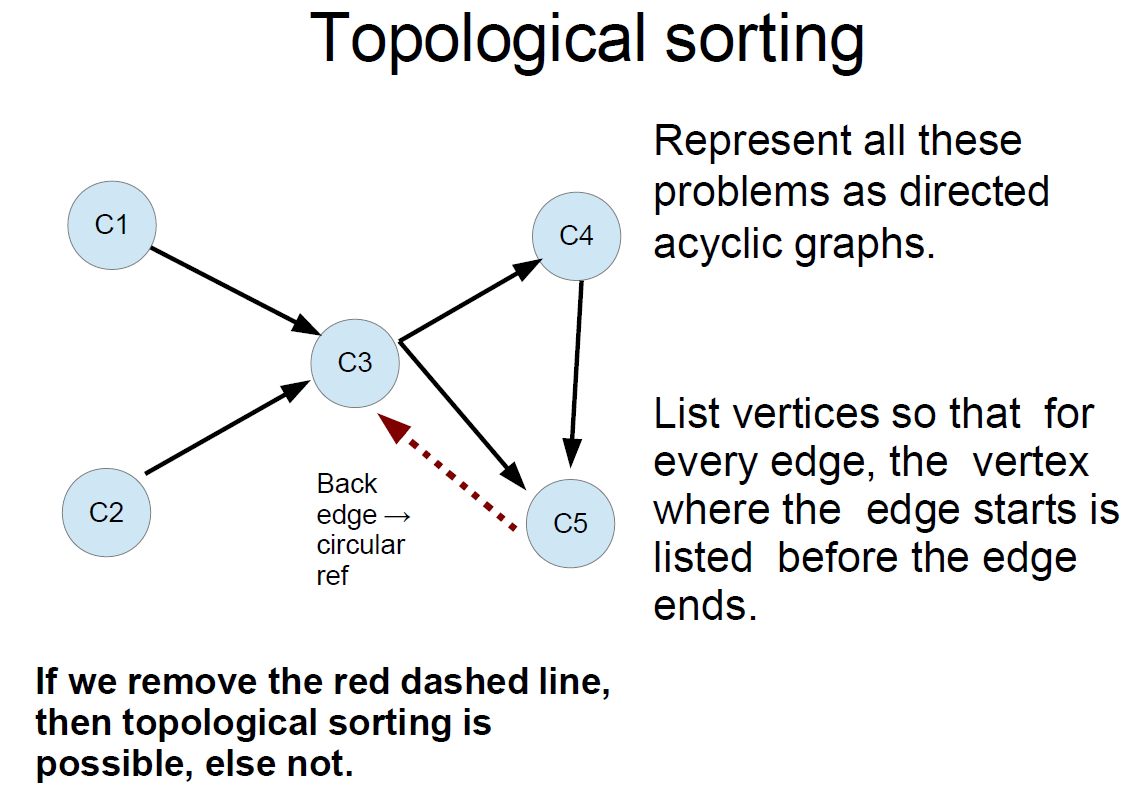 Topological sorting
Represent all these
problems as directed
acyclic graphs.
C1
C4
C3
C2
C5
Back
edge →
circular
ref
List vertices so that for
every edge, the vertex
where the edge starts is
listed before the edge
ends.
If we remove the red dashed line,
then topological sorting is
possible, else not.